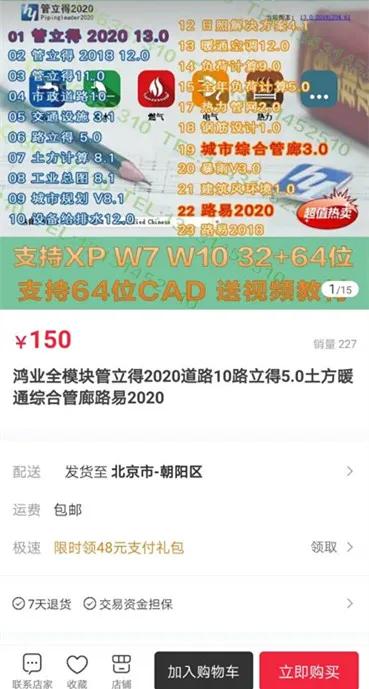 管立得2020
Pipingleader2020
01 管立得 2020 13.0
02 管立得 2018 12.0
03 管立得11.0
04 市政道路10
05 交通设施 3
06 路立得 5.0
07 土方计算 8.1
08 工业总图 8.1
09 城市规划 V8.1
10 设备给排水12.0
燃气
电气
热力
12 日照解决方案4.1
13 暖通空调12.0
14 负荷计算9.0
15 全年负荷计算5.0
17 热力管网2.0
18 钢筋设计1.0
19 城市综合管廊3.0
20 暴雨V3.0
21 建筑风环境1.0
22 路易2020
23 路易2018
超值热卖
支持XP W7 W10 32+64位
支持64位CAD 送视频教育
1/15
¥150
销量 227
鸿业全模块管立得2020道路10路立得5.0土方暖
通综合管廊路易2020
配送 发货至 北京市-朝阳区
运费 包邮
极速 限时领48元支付礼包 领取
7天退货 交易资金担保
联系店家 收藏 店铺 加入购物车 立即购买